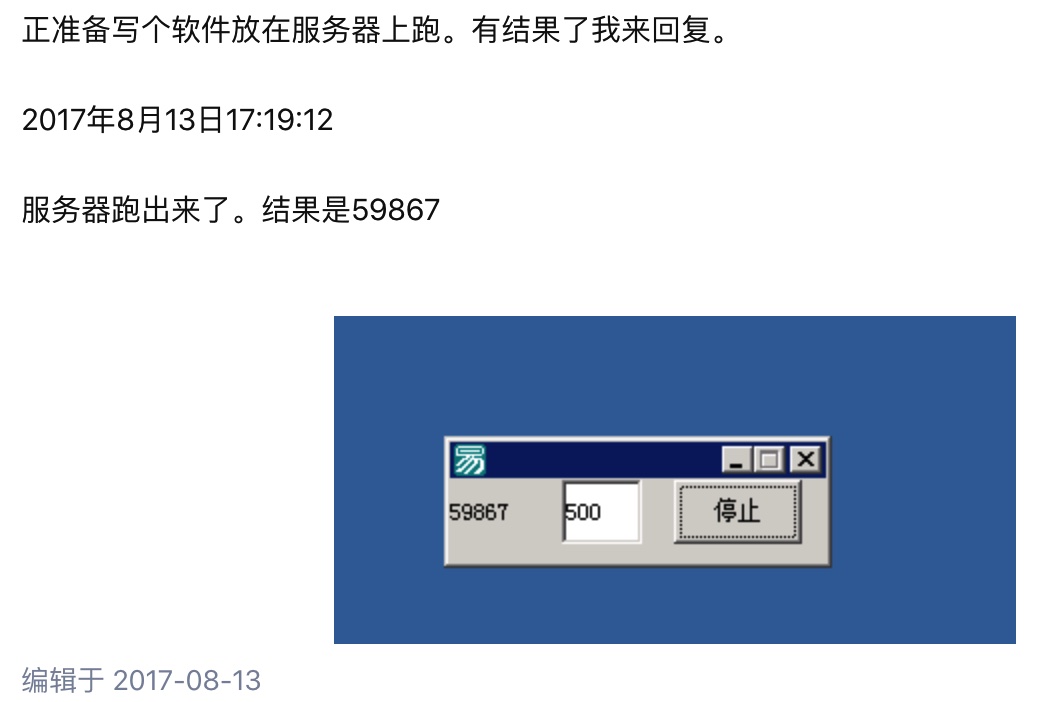 正准备写个软件放在服务器上跑。有结果了我来回复。
2017年8月13日17:19:12
服务器跑出来了。结果是59867
易
59867
500
停止
编辑于 2017-08-13